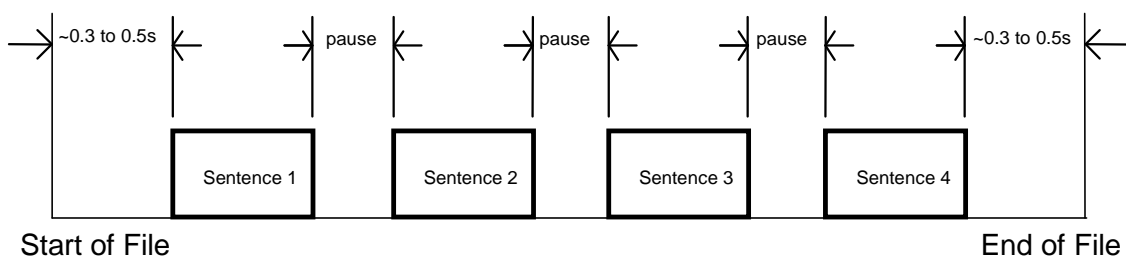 ~0.3 to 0.5s pause pause pause ~0.3 to 0.5s
Sentence 1 Sentence 2 Sentence 3 Sentence 4
Start of File End of File